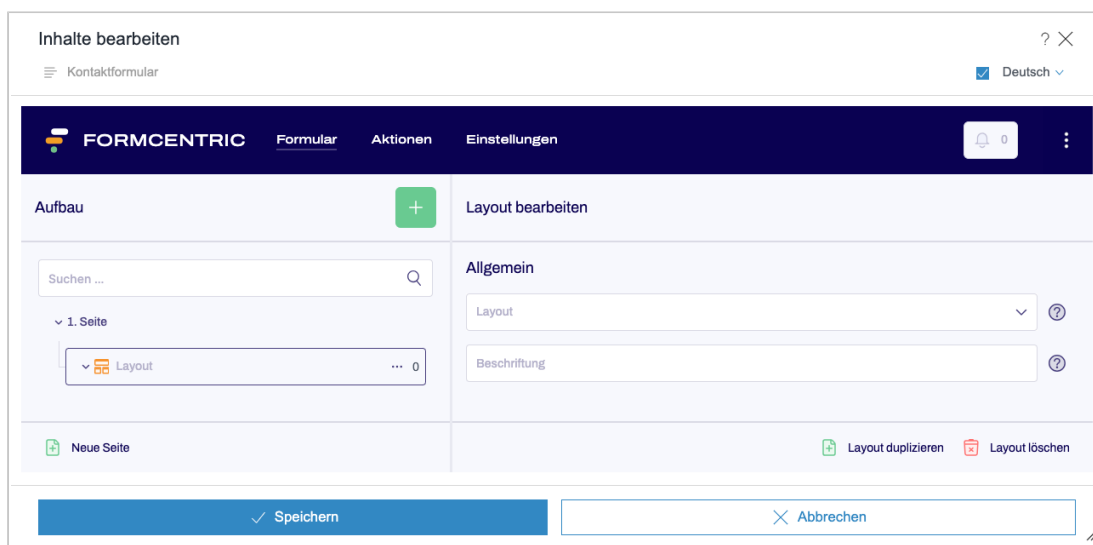 Inhalte bearbeiten
?
Kontaktformular
Deutsch
FORMCENTRIC
Formular
Aktionen
Einstellungen
0
Aufbau
+
Layout bearbeiten
Suchen ...
1. Seite
Layout
... 0
Allgemein
Layout
?
Beschriftung
?
Neue Seite
Layout duplizieren
Layout löschen
Speichern
Abbrechen